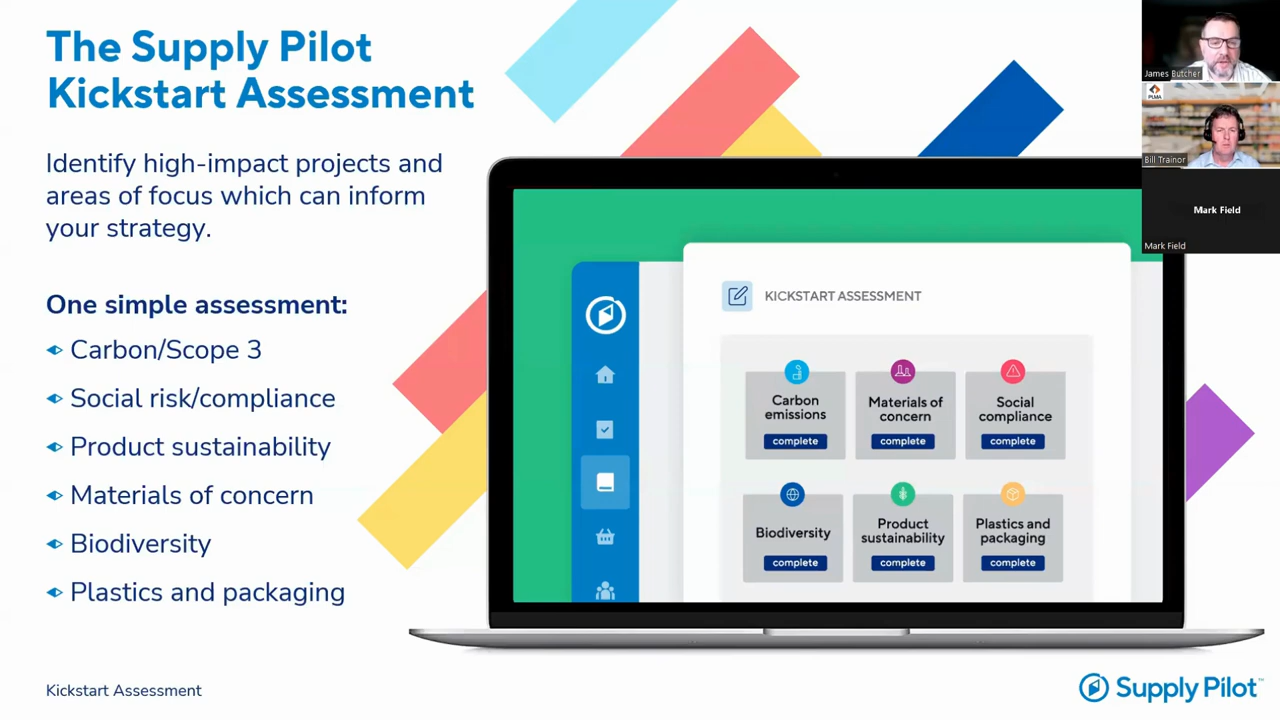 The Supply Pilot
Kickstart Assessment
Identify high-impact projects and
areas of focus which can inform
your strategy.
One simple assessment:
Carbon/Scope 3
Social risk/compliance
Product sustainability
Materials of concern
Biodiversity
Plastics and packaging
KICKSTART ASSESSMENT
Carbon
emissions
complete
Materials of
concern
complete
Social
compliance
complete
Biodiversity
complete
Product
sustainability
complete
Plastics and
packaging
complete
James Butcher
PLMA
Bill Trainor
Mark Field
Mark Field
Kickstart Assessment
Supply Pilot™